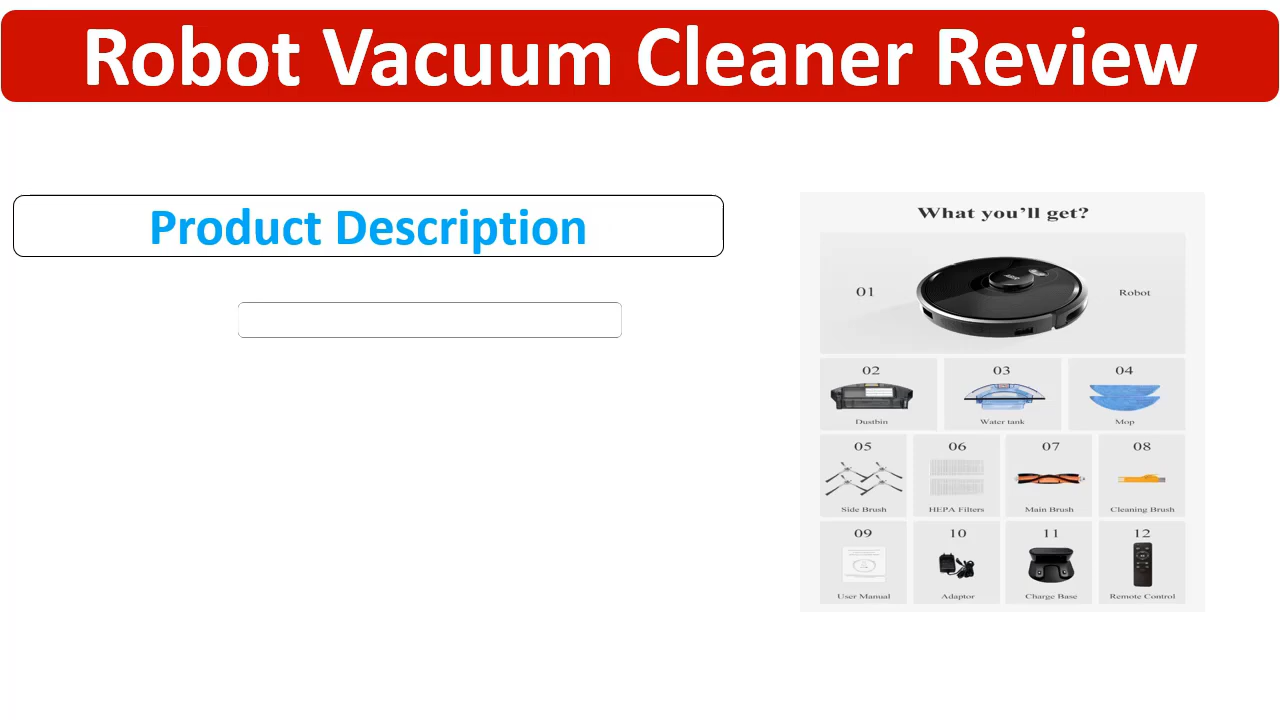 Robot Vacuum Cleaner Review
Product Description
What you'll get?
01
Robot
02
03
04
Dustbin
Water tank
Mop
05
06
07
08
Side Brush
HEPA Filters
Main Brush
Cleaning Brush
09
10
11
12
User Manual
Adaptor
Charge Base
Remote Control